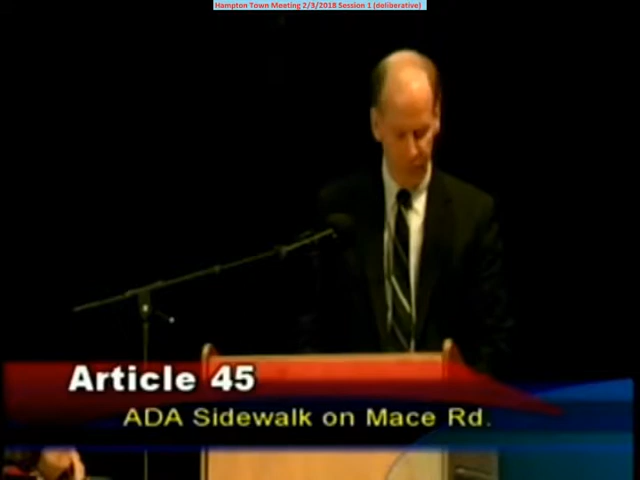 Hampton Town Meeting 2/3/2018 Session 1 (deliberative)
Article 45
ADA Sidewalk on Mace Rd.